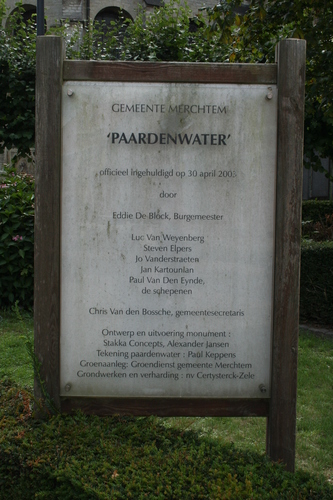 GEMEENTE MERCHTEM
'PAARDENWATER'
officieel ingehuldigd op 30 april 2005
door
Eddie De Block, Burgemeester
Luc Van Weyenberg
Steven Elpers
Jo Vanderstraeten
Jan Kartounian
Paul Van Den Eynde,
de schepenen
Chris Van den Bossche, gemeentesecretaris
Ontwerp en uitvoering monument :
Stakka Concepts, Alexander Jansen
Tekening paardenwater : Paul Keppens
Groenaanleg: Groendienst gemeente Merchtem
Grondwerken en verharding : nv Certysterck-Zele